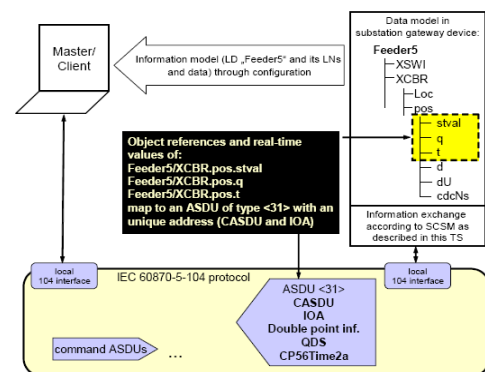 Master/
Client
Information model (LD „Feeder5“ and its LNs
and data) through configuration
Data model in
substation gateway device:
Feeder5
XSWI
XCBR
Loc
pos
stval
q
t
d
dU
cdcNs
Object references and real-time
values of:
Feeder5/XCBR.pos.stval
Feeder5/XCBR.pos.q
Feeder5/XCBR.pos.t
map to an ASDU of type <31> with an
unique address (CASDU and IOA)
Information exchange
according to SCSM as
described in this TS
local
104 interface
IEC 60870-5-104 protocol
local
104 interface
ASDU <31>
CASDU
IOA
Double point inf.
QDS
CP56Time2a
command ASDUs
...